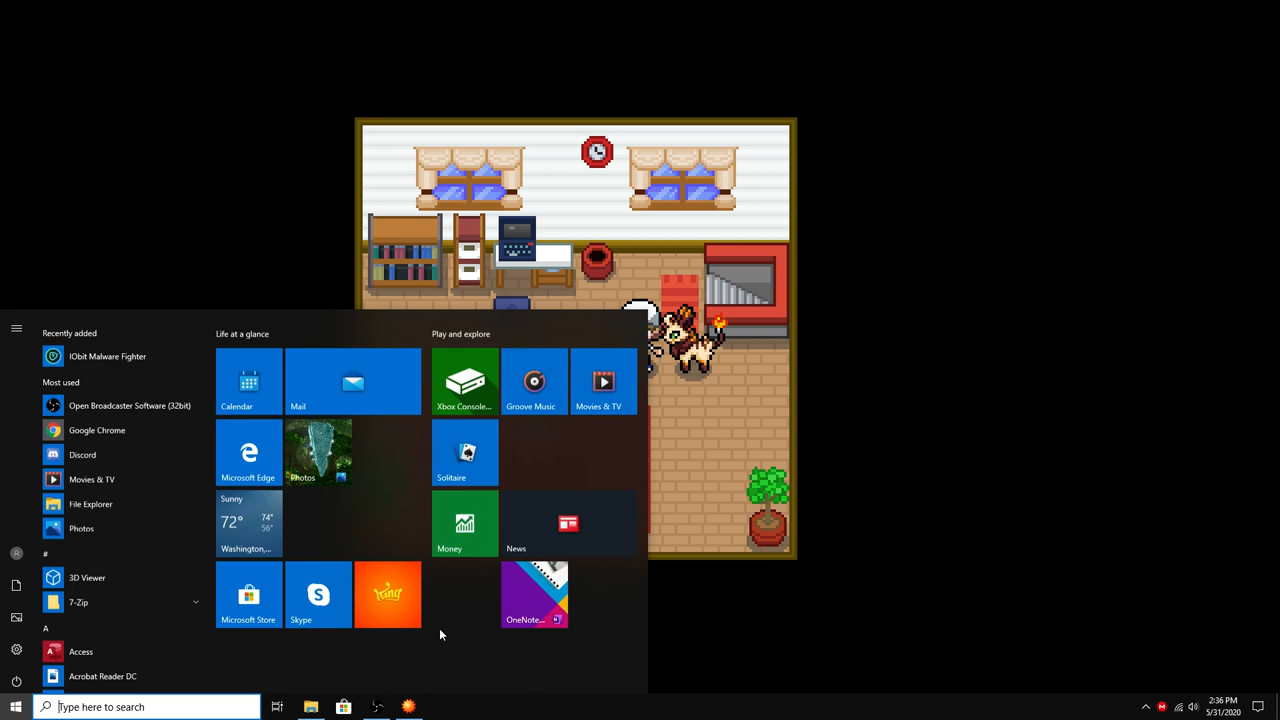 Recently added
IObit Malware Fighter
Most used
Open Broadcaster Software (32bit)
Google Chrome
Discord
Movies & TV
File Explorer
Photos
#
3D Viewer
7-Zip
A
Access
Acrobat Reader DC
Life at a glance
Calendar
Mail
Microsoft Edge
Photos
Sunny
72°
74°
56°
Washington,...
Microsoft Store
Skype
King
Play and explore
Xbox Console...
Groove Music
Movies & TV
Solitaire
Money
News
OneNote...
Type here to search
2:36 PM
5/31/2020